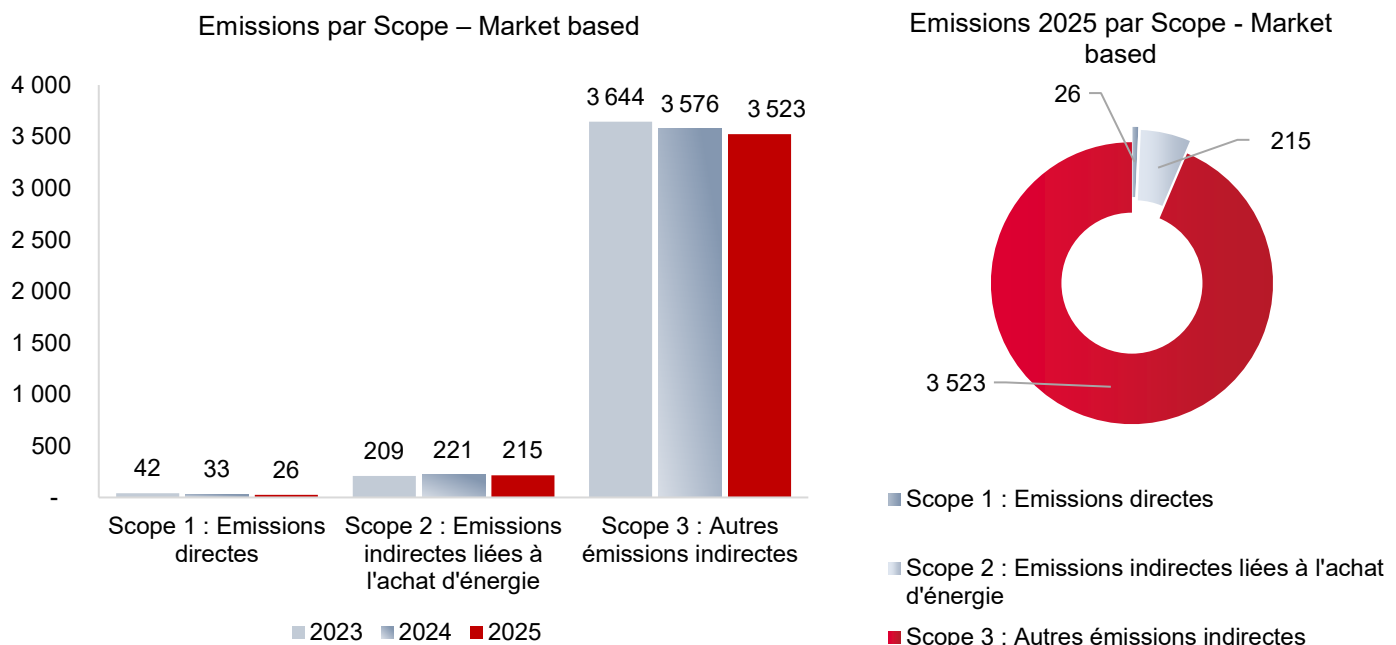 Emissions par Scope – Market based
4 000
3 500
3 000
2 500
2 000
1 500
1 000
500
-
42
33
26
209
221
215
3 644
3 576
3 523
Scope 1 : Emissions
directes
Scope 2 : Emissions
indirectes liées à
l'achat d'énergie
Scope 3 : Autres
émissions indirectes
2023
2024
2025
Emissions 2025 par Scope - Market
based
26
215
3 523
Scope 1 : Emissions directes
Scope 2 : Emissions indirectes liées à l'achat
d'énergie
Scope 3 : Autres émissions indirectes